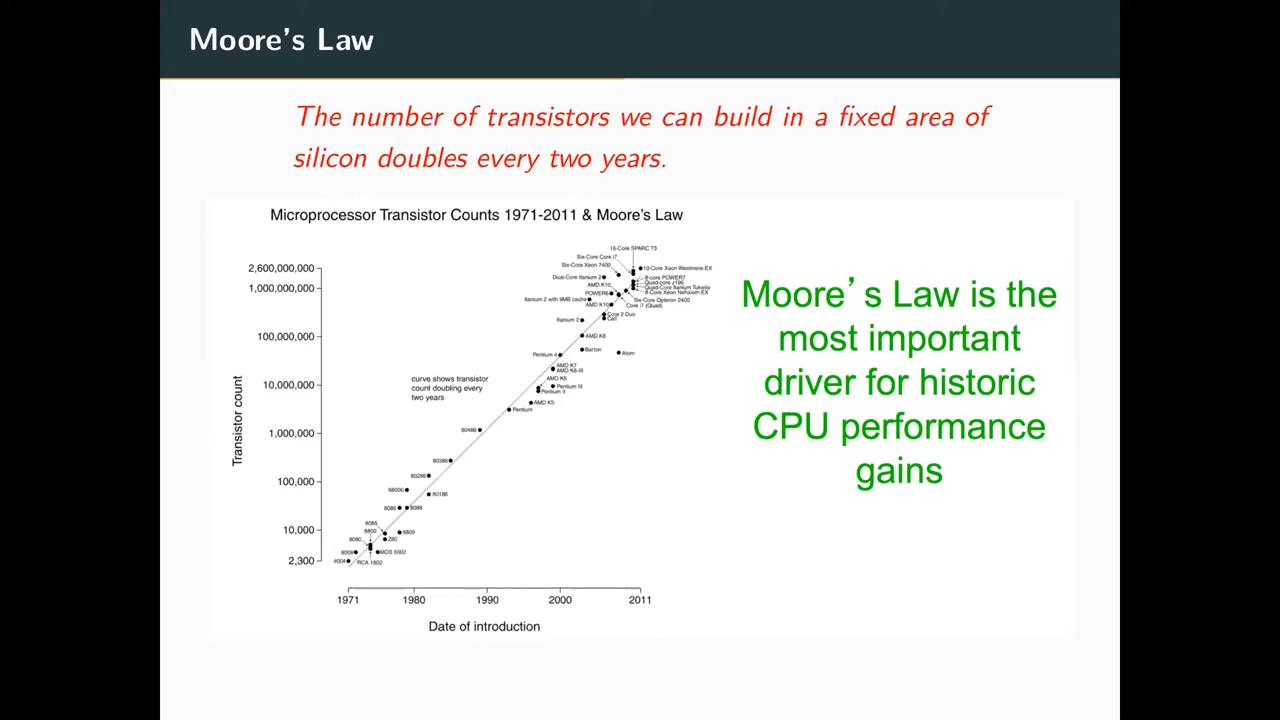 Moore's Law
The number of transistors we can build in a fixed area of
silicon doubles every two years.
Microprocessor Transistor Counts 1971-2011 & Moore's Law
16-Core SPARC T3
Six-Core Core i7
Six-Core Xeon 7400
10-Core Xeon Westmere-EX
Dual-Core Itanium 2
8-core POWER7
Quad-core z196
AMD K10
Quad-Core Itanium Tukwila
POWER6
8-Core Xeon Nehalem-EX
Itanium 2 with 9MB cache
Six-Core Opteron 2400
AMD K10
Core i7 (Quad)
Core 2 Duo
Itanium 2
Cell
AMD K8
Barton
Pentium 4
Atom
AMD K7
AMD K6-III
AMD K6
Pentium III
Pentium II
AMD K5
Pentium
80486
80386
80286
68000
80186
8086
8088
8085
6800
6809
8080
Z80
8008
MOS 6502
4004
RCA 1802
curve shows transistor
count doubling every
two years
2,600,000,000
1,000,000,000
100,000,000
10,000,000
1,000,000
100,000
10,000
2,300
Transistor count
1971 1980 1990 2000 2011
Date of introduction
Moore's Law is the
most important
driver for historic
CPU performance
gains